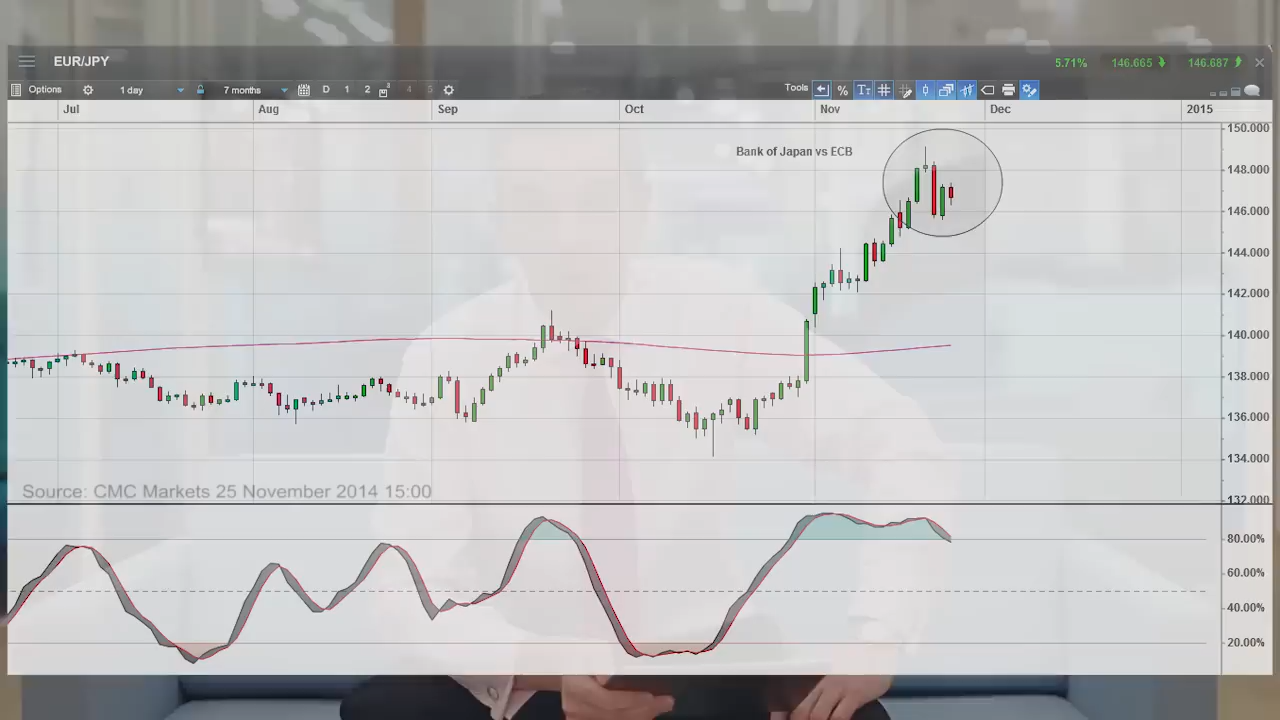 EUR/JPY
5.71% 146.665 146.687
Options 1 day 7 months D 1 2 4 5 Tools %
Jul Aug Sep Oct Nov Dec 2015
Bank of Japan vs ECB
150.000
148.000
146.000
144.000
142.000
140.000
138.000
136.000
134.000
132.000
Source: CMC Markets 25 November 2014 15:00
80.00%
60.00%
40.00%
20.00%